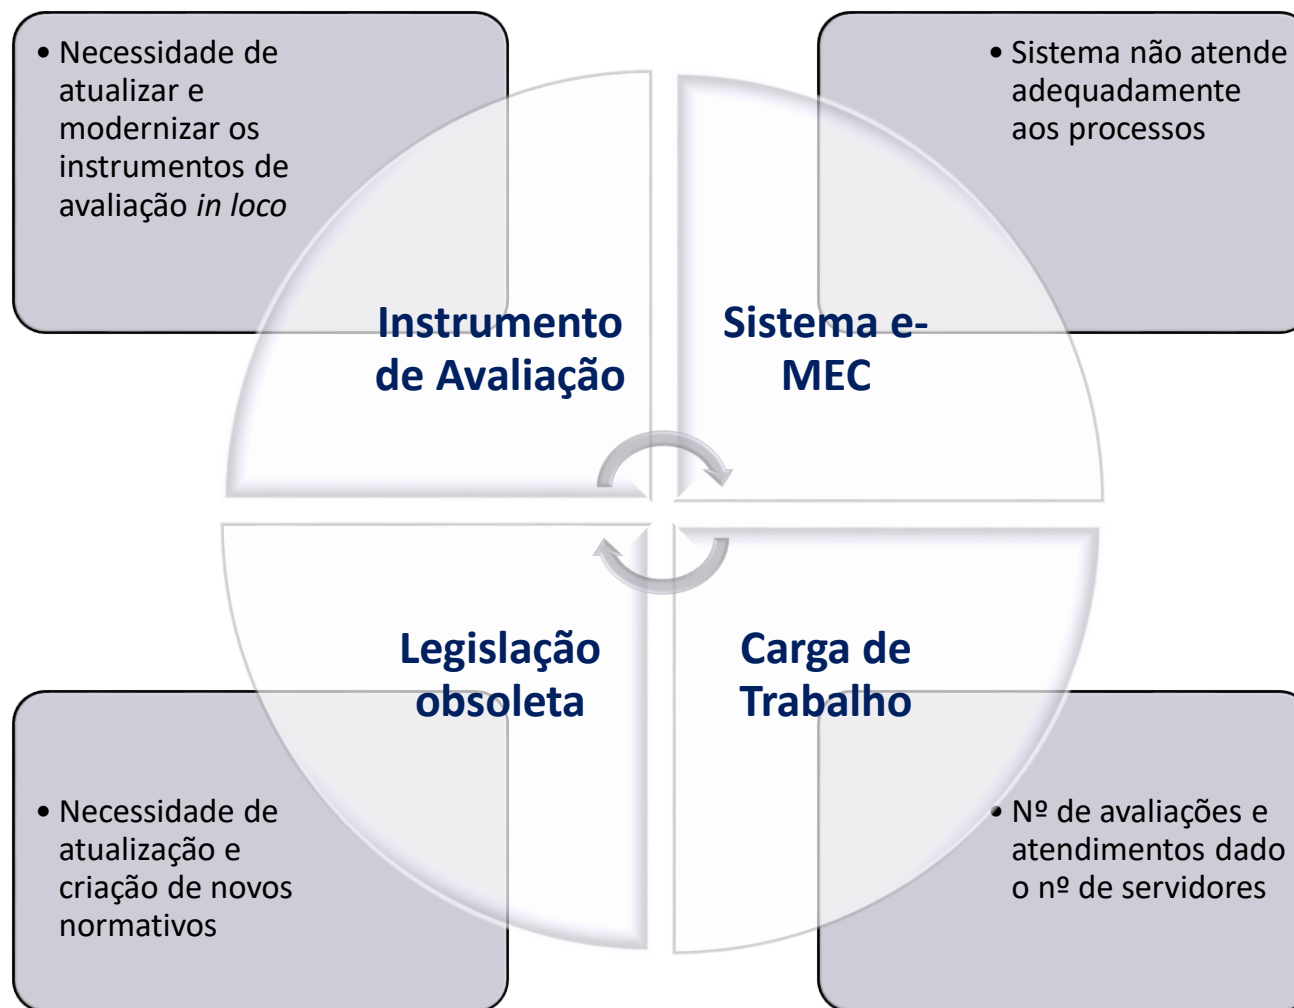 • Necessidade de
atualizar e
modernizar os
instrumentos de
avaliação in loco
• Sistema não atende
adequadamente
aos processos
Instrumento
de Avaliação
Sistema e-
MEC
Legislação
obsoleta
Carga de
Trabalho
• Necessidade de
atualização e
criação de novos
normativos
• Nº de avaliações e
atendimentos dado
o nº de servidores